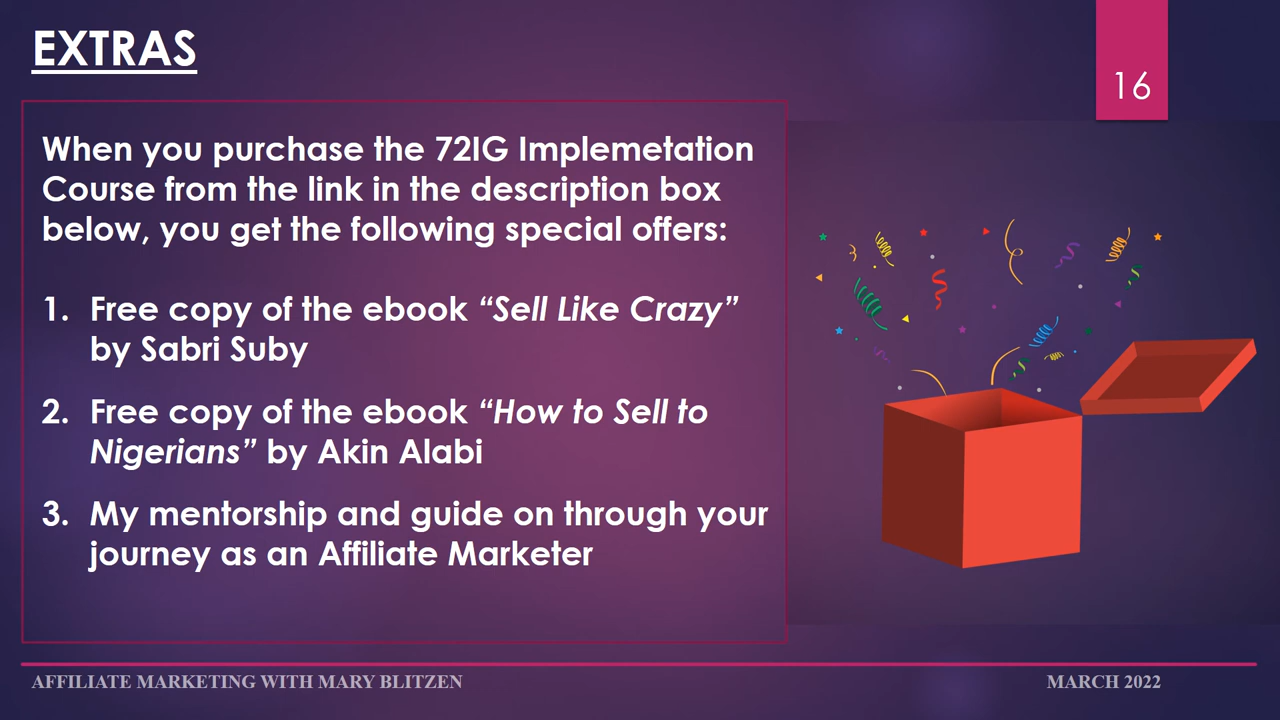 EXTRAS
16
When you purchase the 72IG Implemetation
Course from the link in the description box
below, you get the following special offers:
1. Free copy of the ebook “Sell Like Crazy”
by Sabri Suby
2. Free copy of the ebook “How to Sell to
Nigerians” by Akin Alabi
3. My mentorship and guide on through your
journey as an Affiliate Marketer
AFFILIATE MARKETING WITH MARY BLITZEN
MARCH 2022